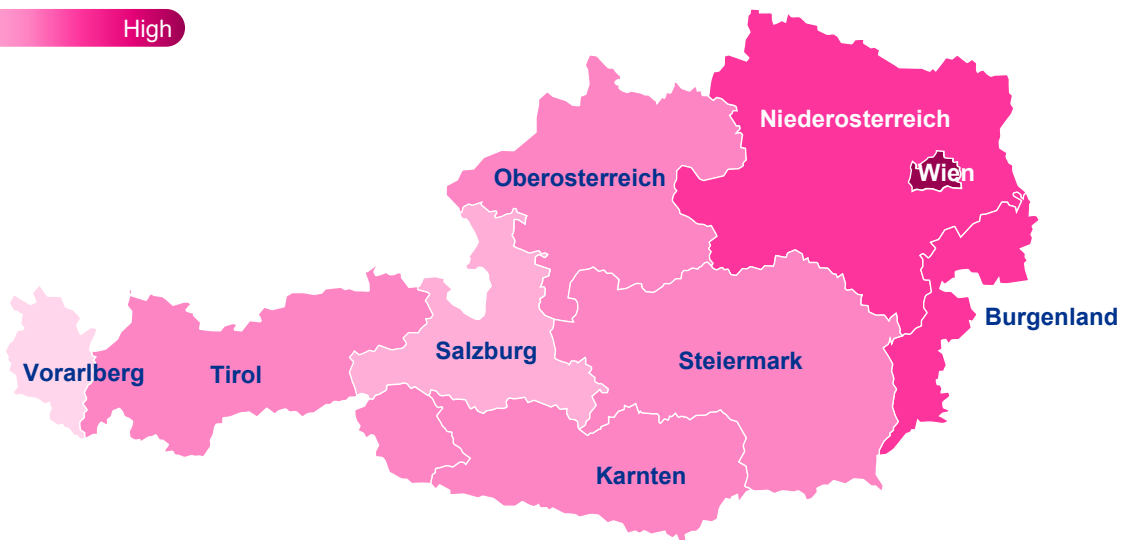 High
Niederosterreich
Wien
Oberosterreich
Burgenland
Salzburg
Steiermark
Vorarlberg
Tirol
Karnten